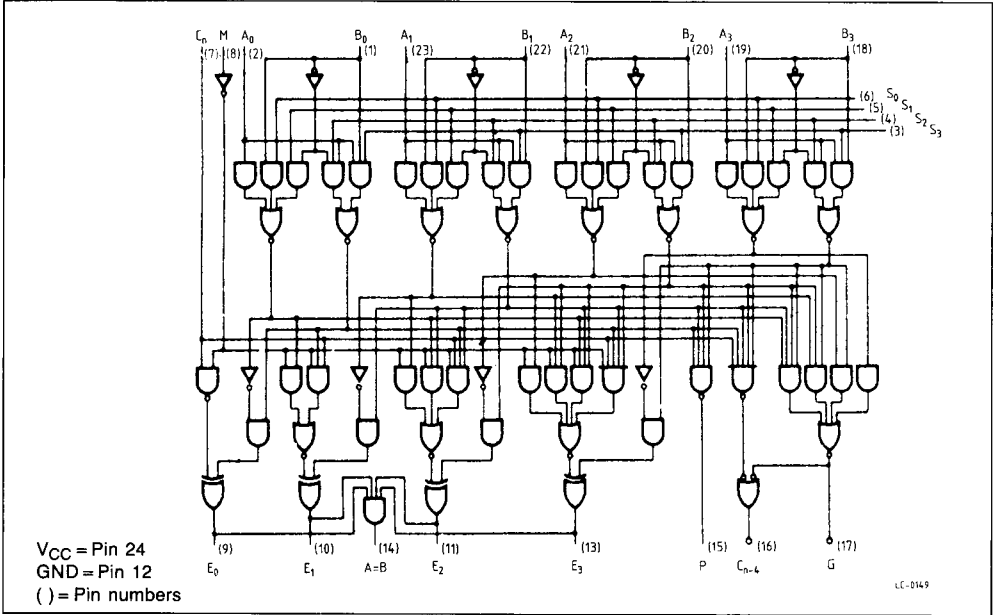 Cn M A0 B0 A1 B1 A2 B2 A3 B3
(7) (8) (2) (1) (23) (22) (21) (20) (19) (18)
(6) S0
(5) S1
(4) S2
(3) S3
(9) (10) (14) (11) (13) (15) (16) (17)
E0 E1 A=B E2 E3 P Cn-4 G
VCC = Pin 24
GND = Pin 12
( ) = Pin numbers
LC-0149